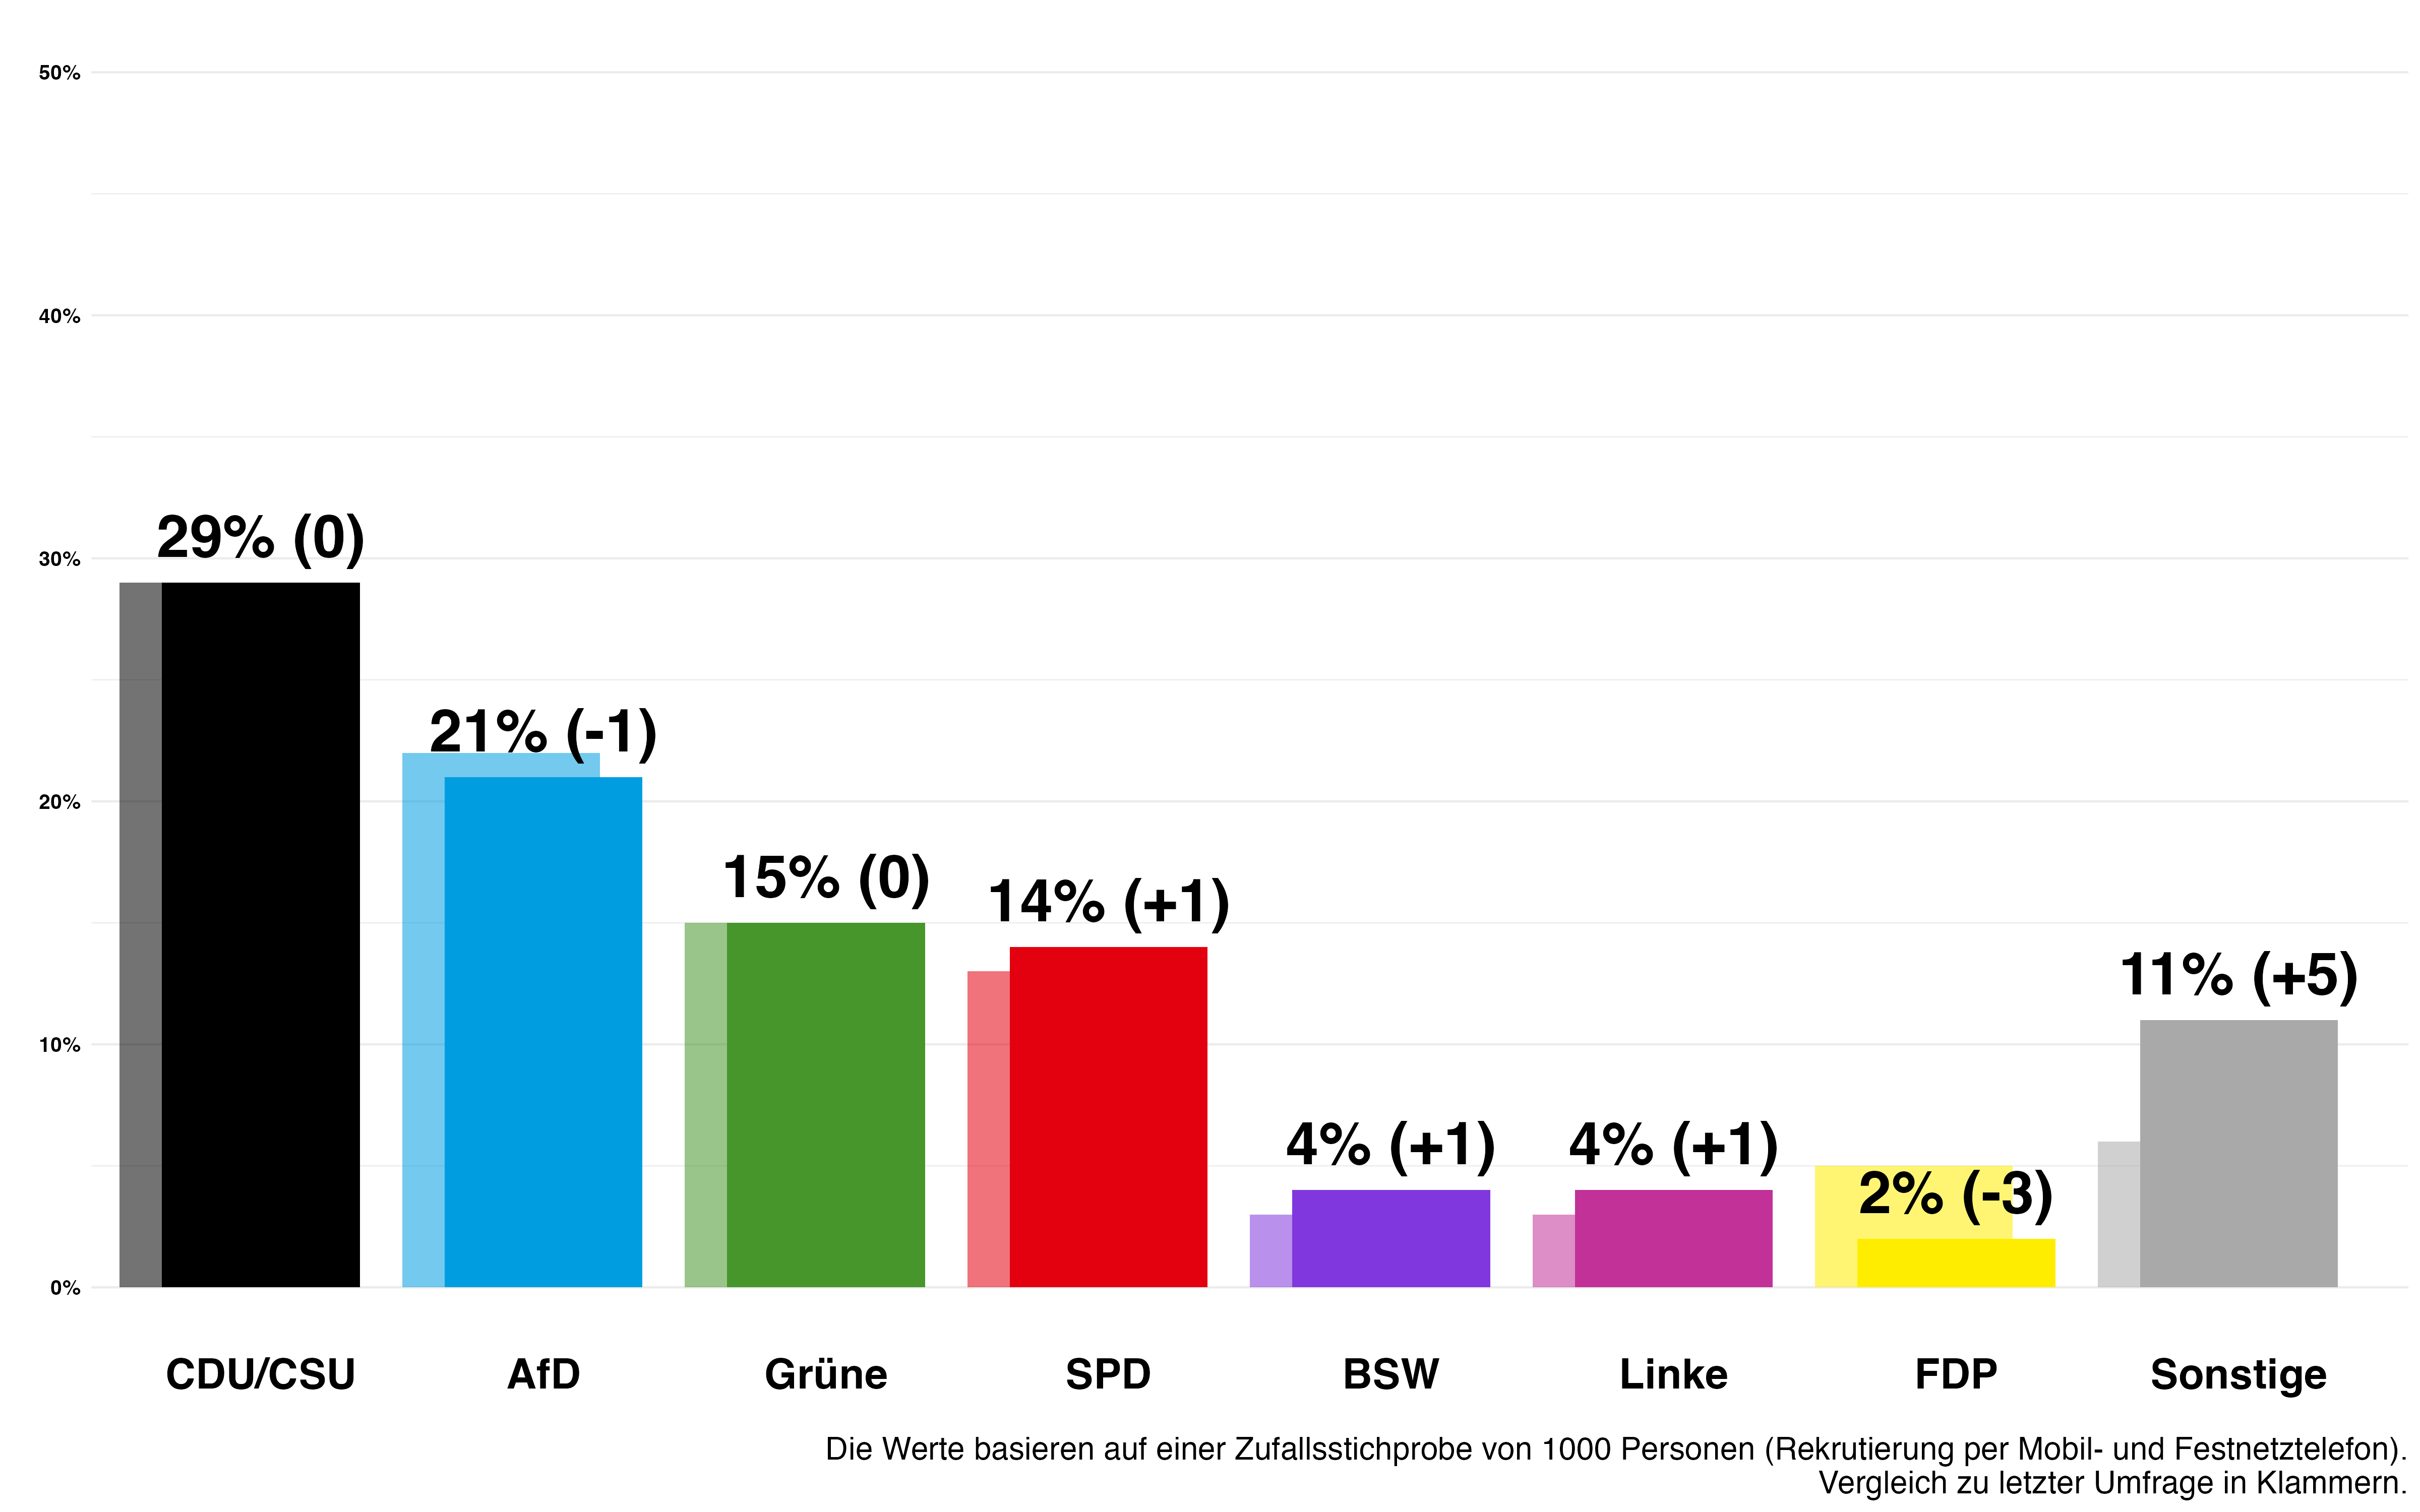 50%
40%
30%
20%
10%
0%
29% (0)
21% (-1)
15% (0)
14% (+1)
4% (+1)
4% (+1)
2% (-3)
11% (+5)
CDU/CSU
AfD
Grüne
SPD
BSW
Linke
FDP
Sonstige
Die Werte basieren auf einer Zufallsstichprobe von 1000 Personen (Rekrutierung per Mobil- und Festnetztelefon).
Vergleich zu letzter Umfrage in Klammern.